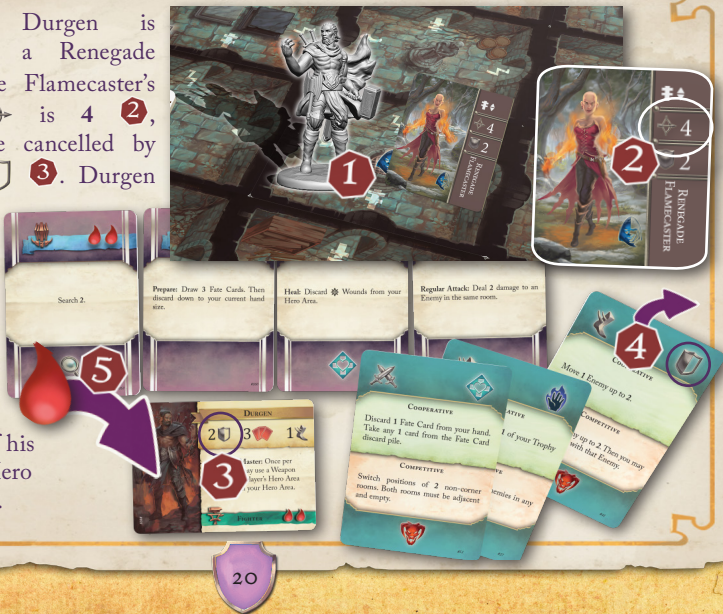 Durgen is
a Renegade
Flamecaster's
is 4 2,
cancelled by
3. Durgen
1
4
2
RENEGADE
FLAMECASTER
4
2
2
RENEGADE
FLAMECASTER
Search 2.
Prepare: Draw 3 Fate Cards. Then
discard down to your current hand
size.
Heal: Discard Wounds from your
Hero Area.
Regular Attack: Deal 2 damage to an
Enemy in the same room.
5
4
COOPERATIVE
Move 1 Enemy up to 2.
COMPETITIVE
up to 2. Then you may
with that Enemy.
of your Trophy
in any
COOPERATIVE
Discard 1 Fate Card from your hand.
Take any 1 card from the Fate Card
discard pile.
COMPETITIVE
Switch positions of 2 non-corner
rooms. Both rooms must be adjacent
and empty.
DURGEN
2 3 1
3
Once per
use a Weapon
Hero Area
your Hero Area.
FIGHTER
his
20